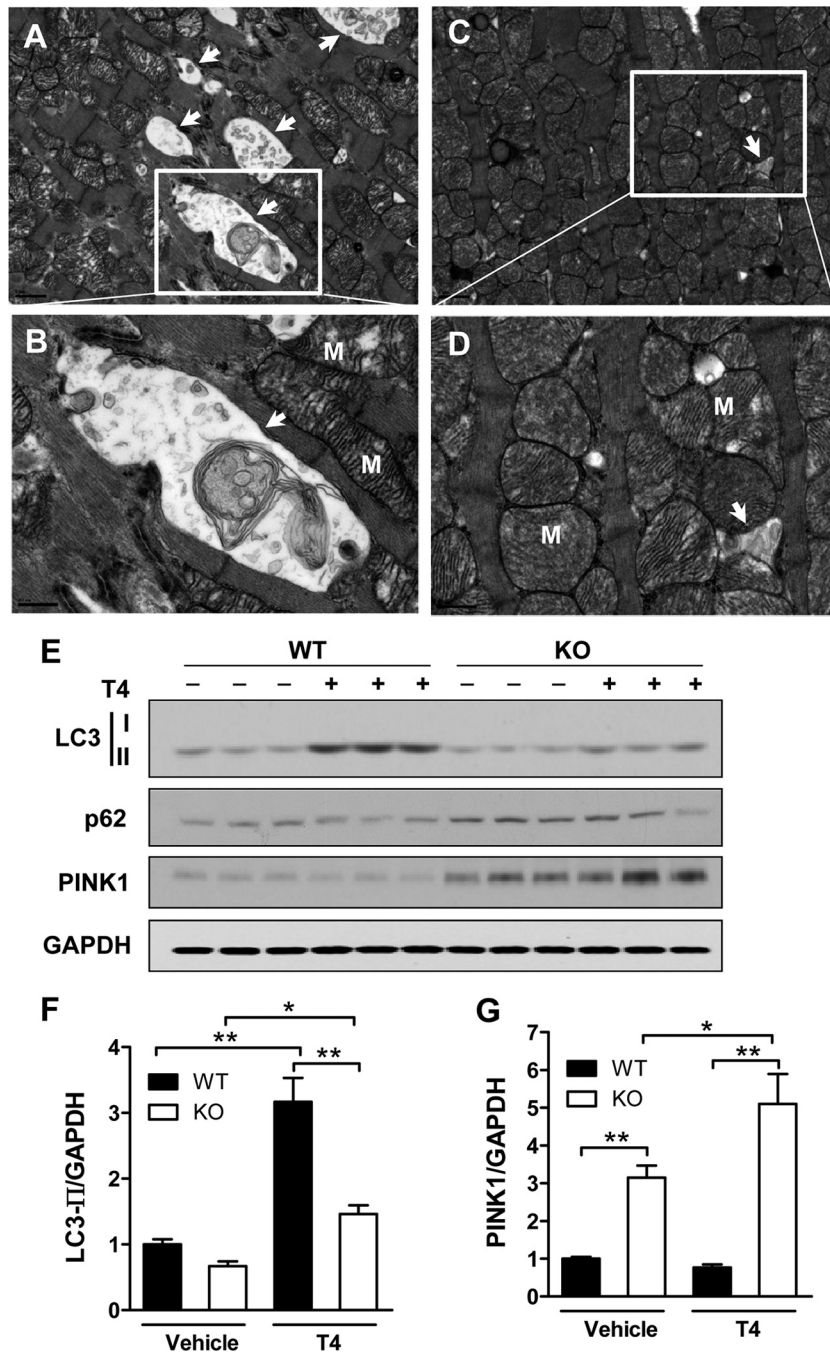 A
C
B
M
M
D
M
M
E
WT KO
T4 – – – + + + – – – + + +
LC3 I
II
p62
PINK1
GAPDH
F
*
**
**
4
3
2
1
0
LC3-II/GAPDH
WT
KO
Vehicle T4
G
*
**
**
7
6
5
4
3
2
1
0
PINK1/GAPDH
WT
KO
Vehicle T4